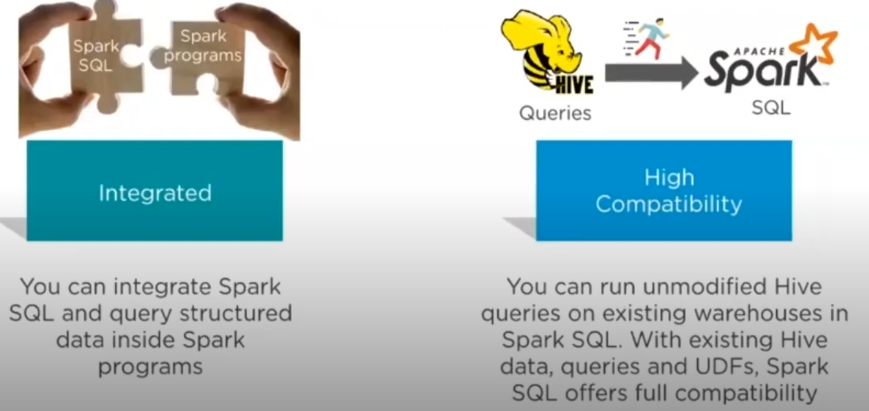 Spark
SQL
Spark
programs
Integrated
You can integrate Spark
SQL and query structured
data inside Spark
programs
HIVE
Queries
APACHE
Spark
SQL
High
Compatibility
You can run unmodified Hive
queries on existing warehouses in
Spark SQL. With existing Hive
data, queries and UDFs, Spark
SQL offers full compatibility